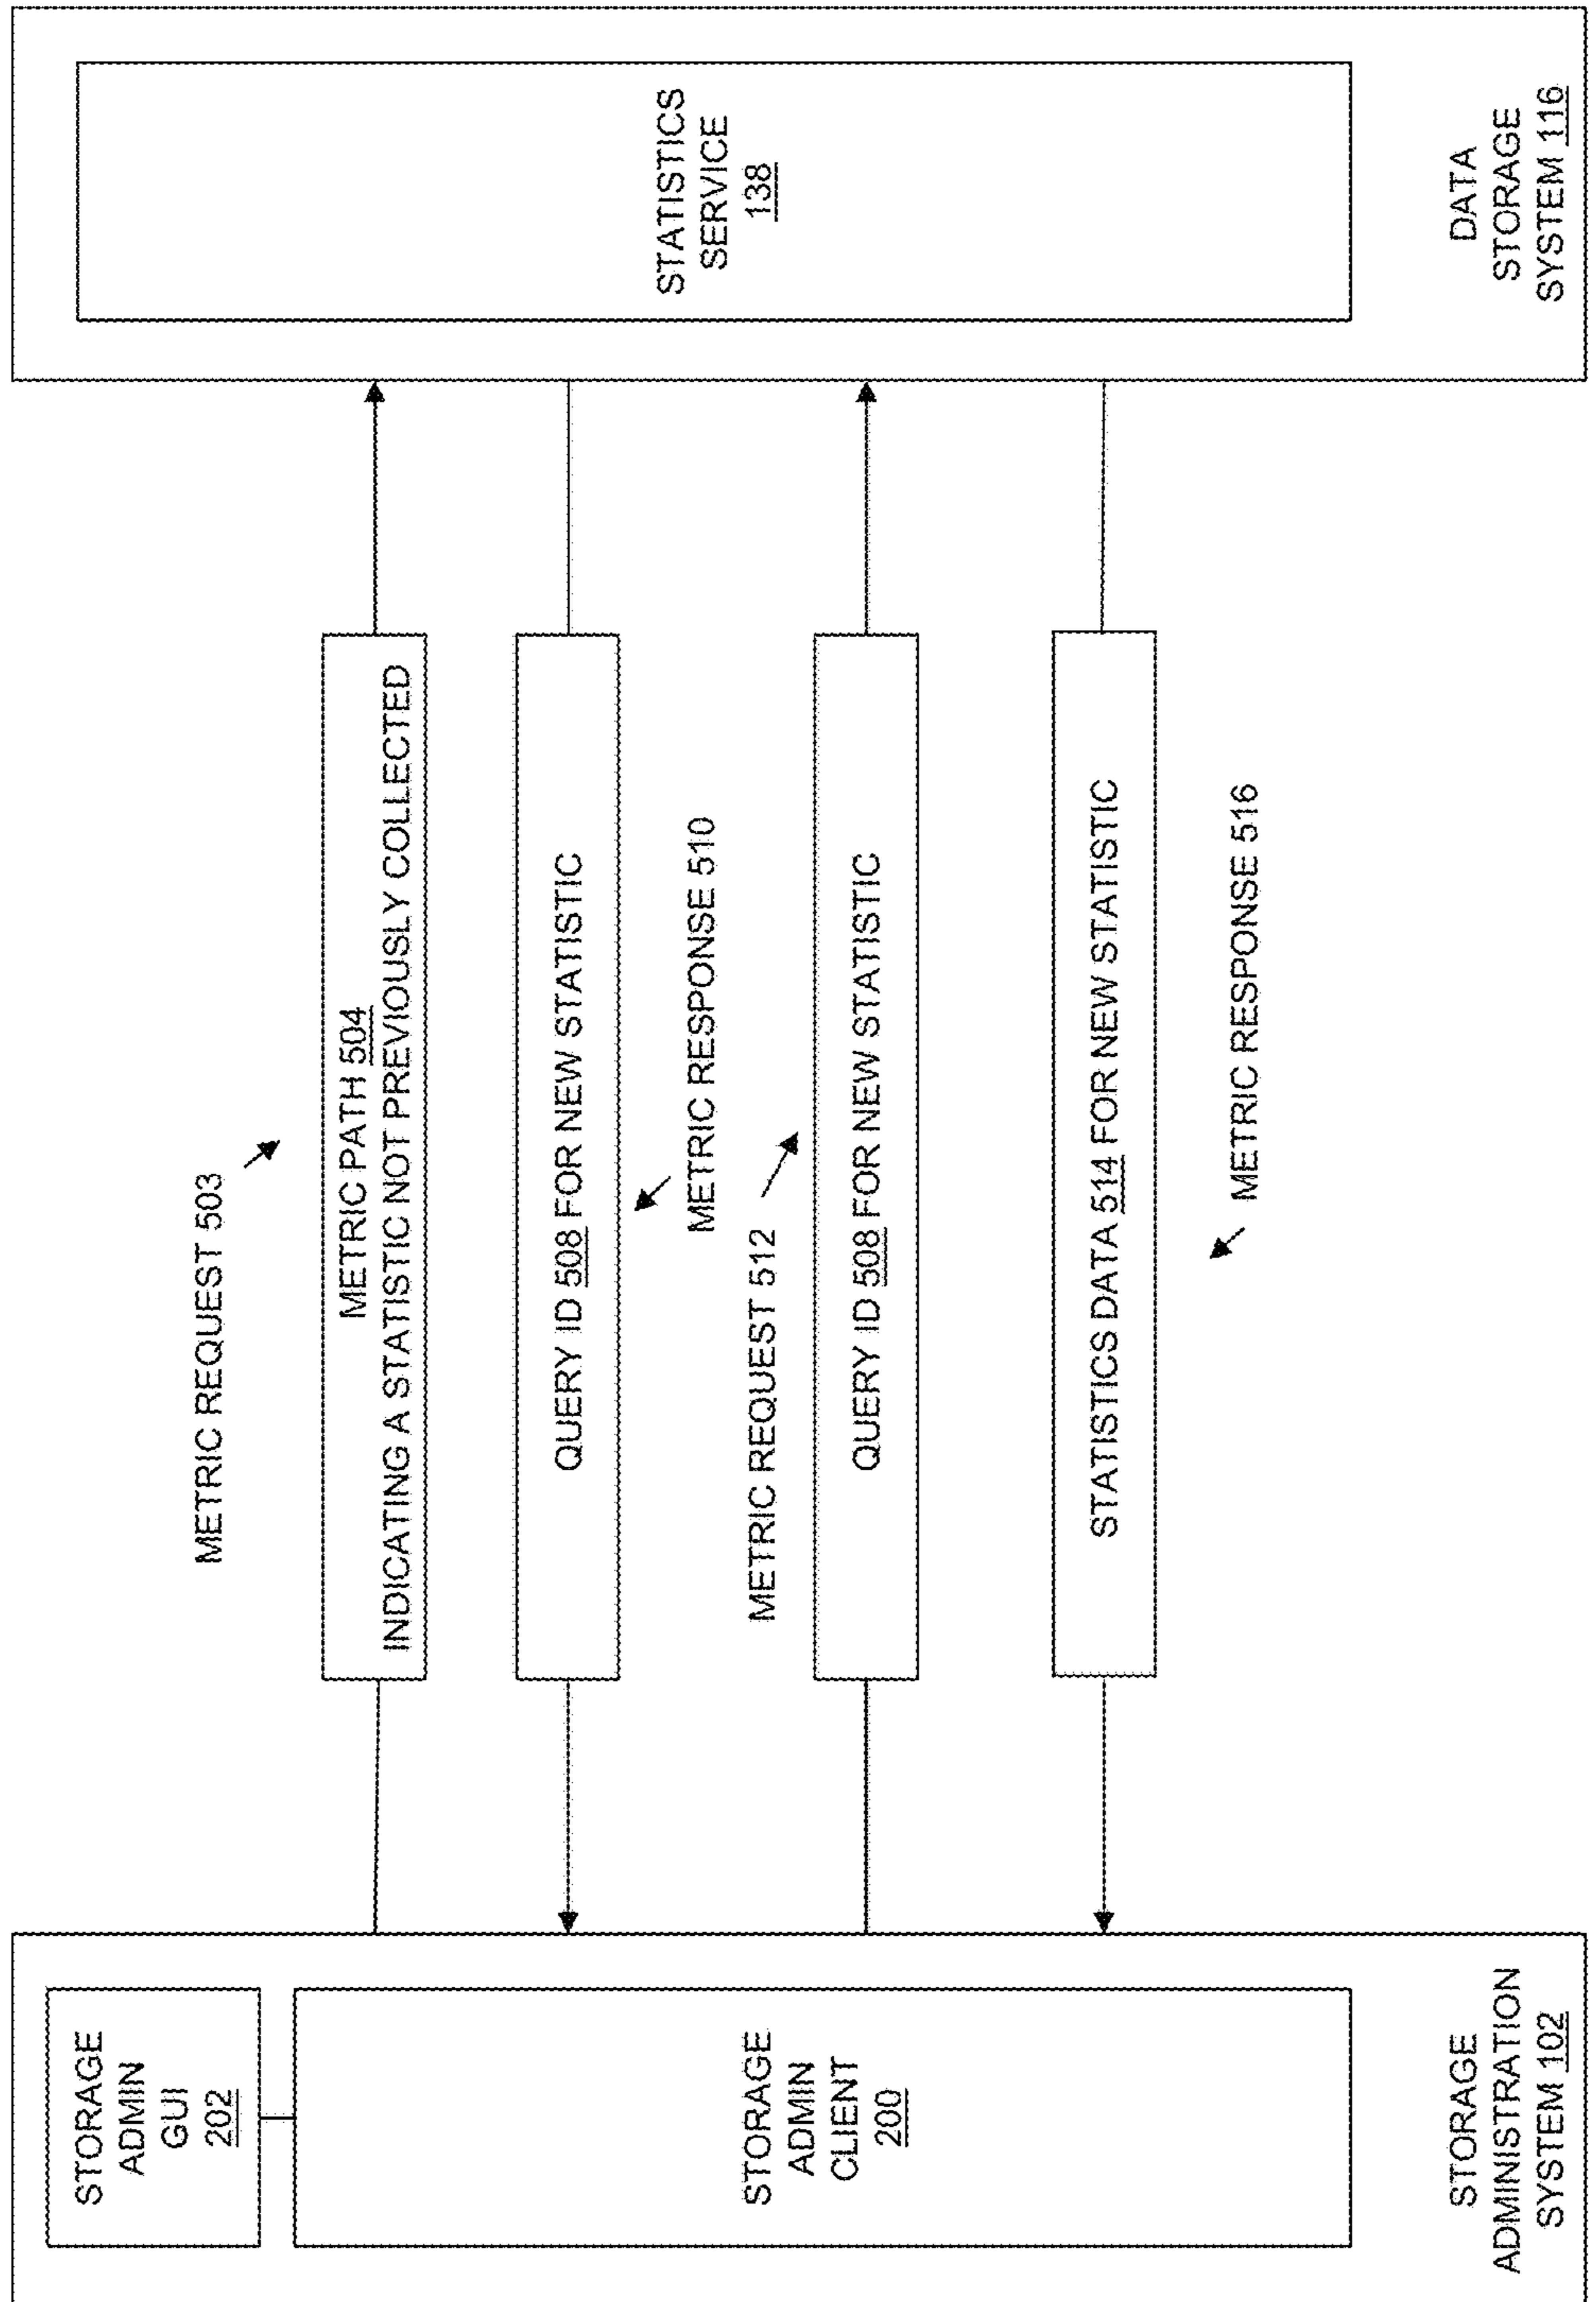 STORAGE
ADMIN
GUI
202
STORAGE
ADMIN
CLIENT
200
STORAGE
ADMINISTRATION
SYSTEM 102
METRIC REQUEST 503
METRIC PATH 504
INDICATING A STATISTIC NOT PREVIOUSLY COLLECTED
QUERY ID 508 FOR NEW STATISTIC
METRIC RESPONSE 510
METRIC REQUEST 512
QUERY ID 508 FOR NEW STATISTIC
STATISTICS DATA 514 FOR NEW STATISTIC
METRIC RESPONSE 516
STATISTICS
SERVICE
138
DATA
STORAGE
SYSTEM 116